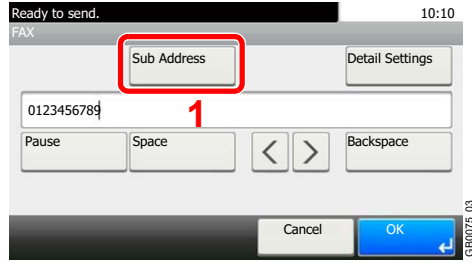 Ready to send. 10:10
FAX
Sub Address Detail Settings
0123456789
1
Pause Space < > Backspace
Cancel OK
GB0075_03